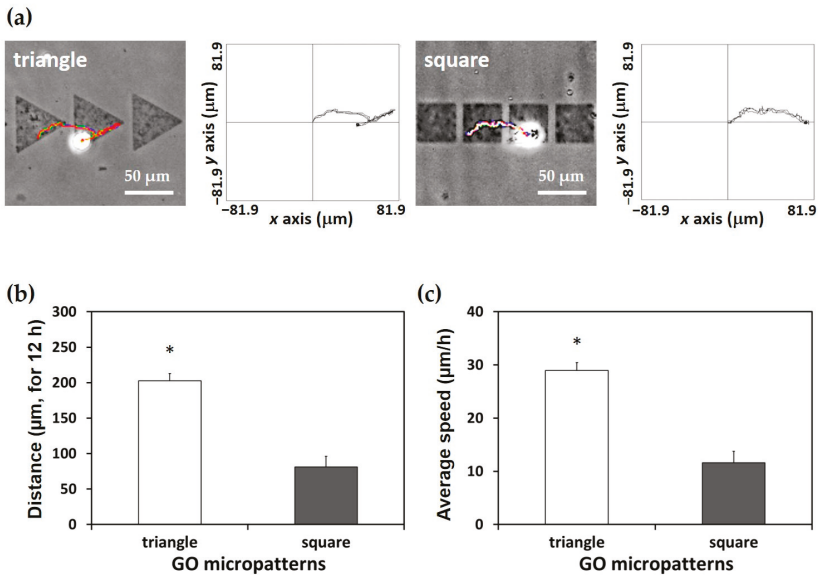 (a)
triangle
50 μm
81.9
y axis (μm)
−81.9
−81.9
81.9
x axis (μm)
square
50 μm
81.9
y axis (μm)
−81.9
−81.9
81.9
x axis (μm)
(b)
Distance (μm, for 12 h)
300
250
200
150
100
50
0
*
triangle
square
GO micropatterns
(c)
Average speed (μm/h)
40
30
20
10
0
*
triangle
square
GO micropatterns